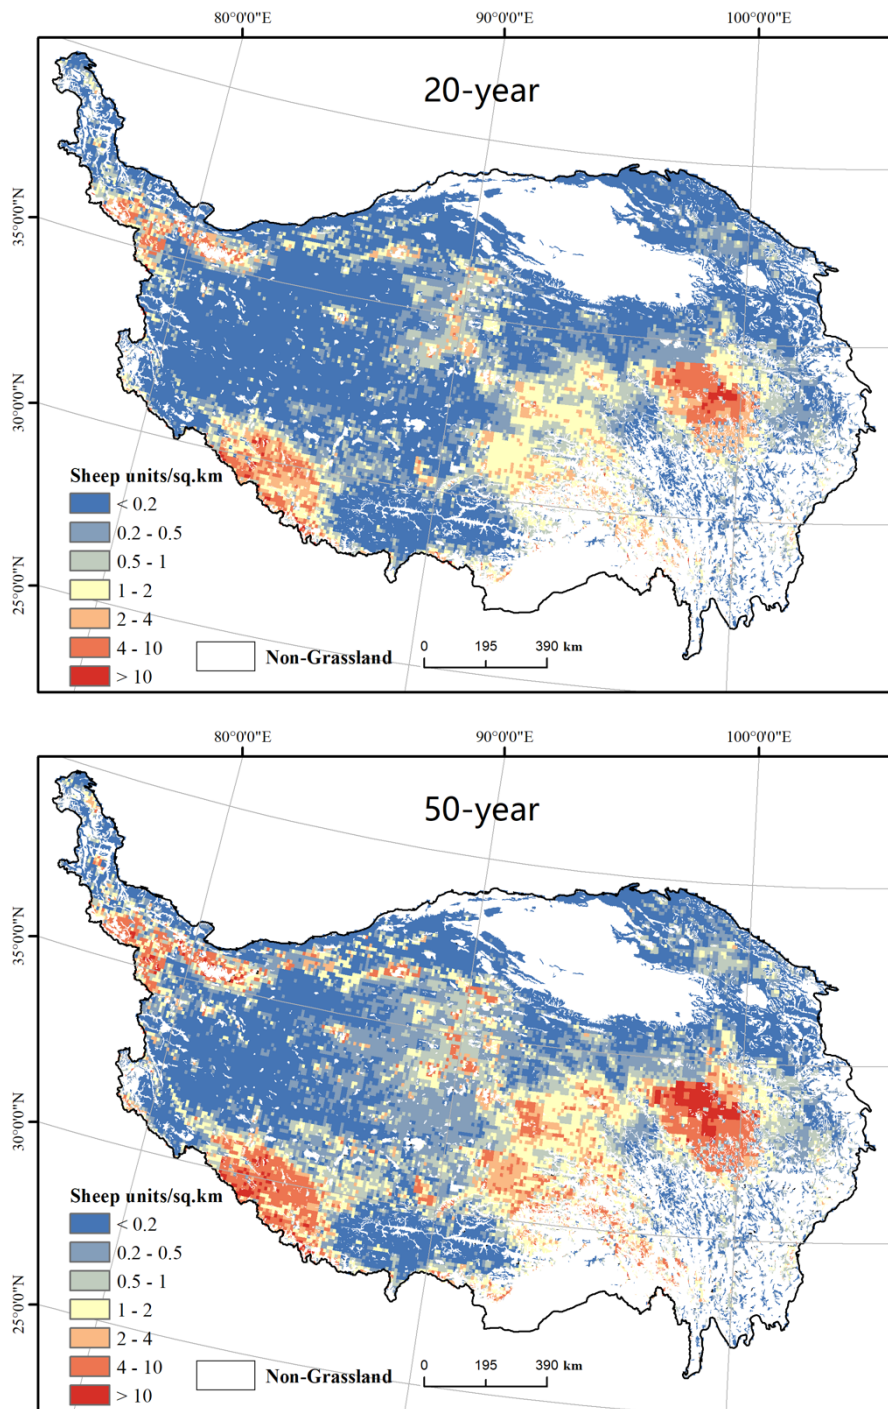 80°0'0"E 90°0'0"E 100°0'0"E
20-year
35°0'0"N
30°0'0"N
25°0'0"N
Sheep units/sq.km
< 0.2
0.2 - 0.5
0.5 - 1
1 - 2
2 - 4
4 - 10
> 10
Non-Grassland
0 195 390 km
80°0'0"E 90°0'0"E 100°0'0"E
50-year
35°0'0"N
30°0'0"N
25°0'0"N
Sheep units/sq.km
< 0.2
0.2 - 0.5
0.5 - 1
1 - 2
2 - 4
4 - 10
> 10
Non-Grassland
0 195 390 km